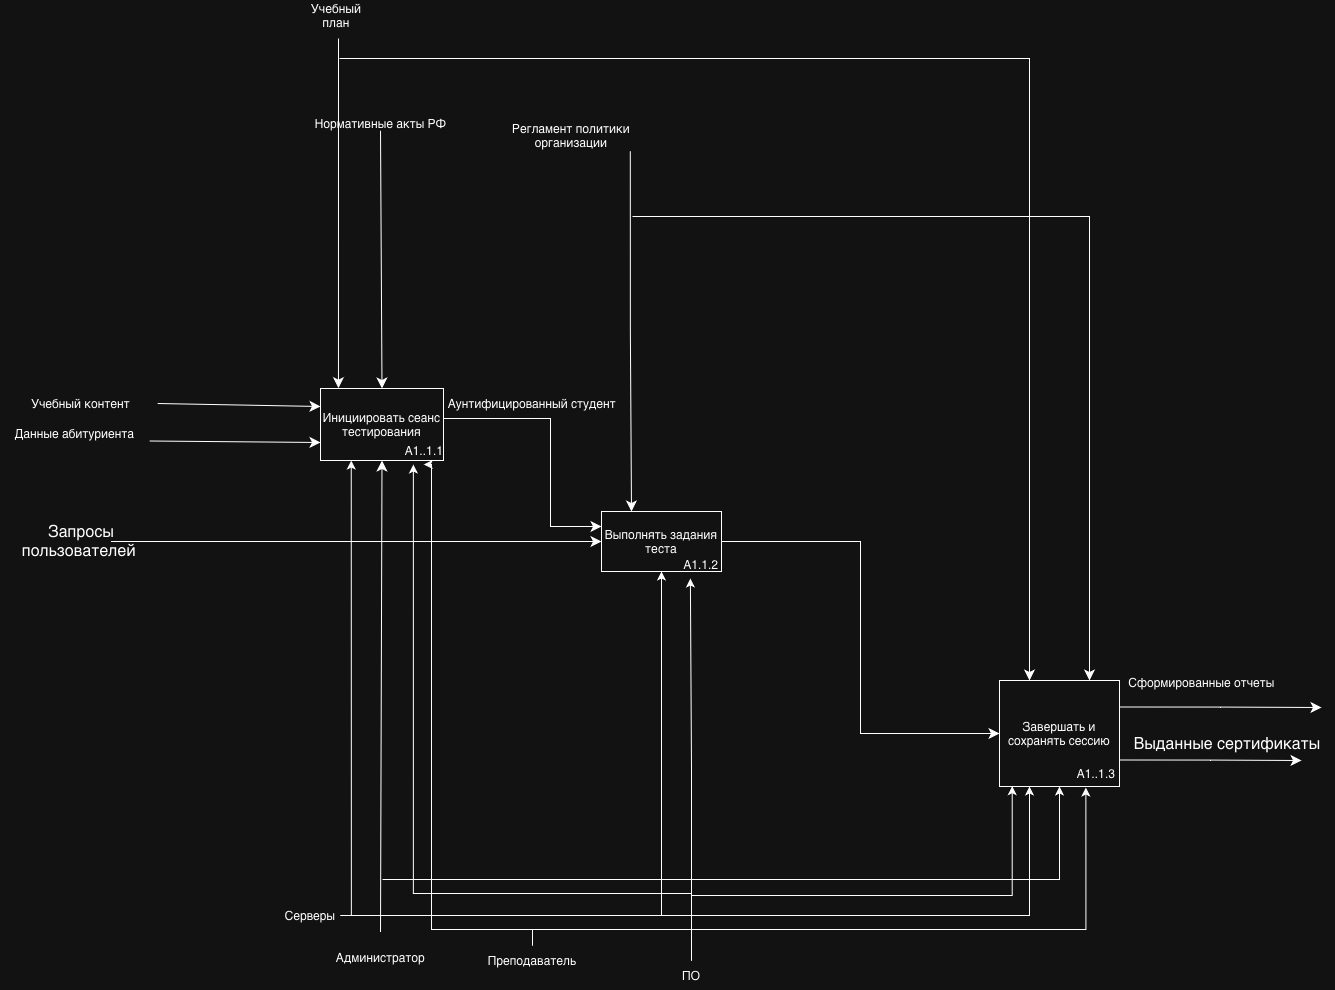 Учебный
план
Нормативные акты РФ
Регламент политики
организации
Учебный контент
Данные абитуриента
Инициировать сеанс
тестирования
А1..1.1
Аунтифицированный студент
Запросы
пользователей
Выполнять задания
теста
А1.1.2
Завершать и
сохранять сессию
А1..1.3
Сформированные отчеты
Выданные сертификаты
Серверы
Администратор
Преподаватель
ПО